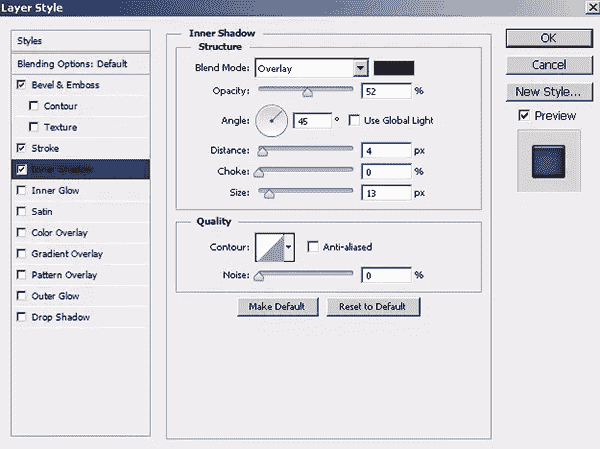 Layer Style
Styles
Blending Options: Default
Bevel & Emboss
Contour
Texture
Stroke
Inner Shadow
Inner Glow
Satin
Color Overlay
Gradient Overlay
Pattern Overlay
Outer Glow
Drop Shadow
Inner Shadow
Structure
Blend Mode: Overlay
Opacity: 52 %
Angle: 45 ° Use Global Light
Distance: 4 px
Choke: 0 %
Size: 13 px
Quality
Contour: Anti-aliased
Noise: 0 %
Make Default Reset to Default
OK
Cancel
New Style...
Preview